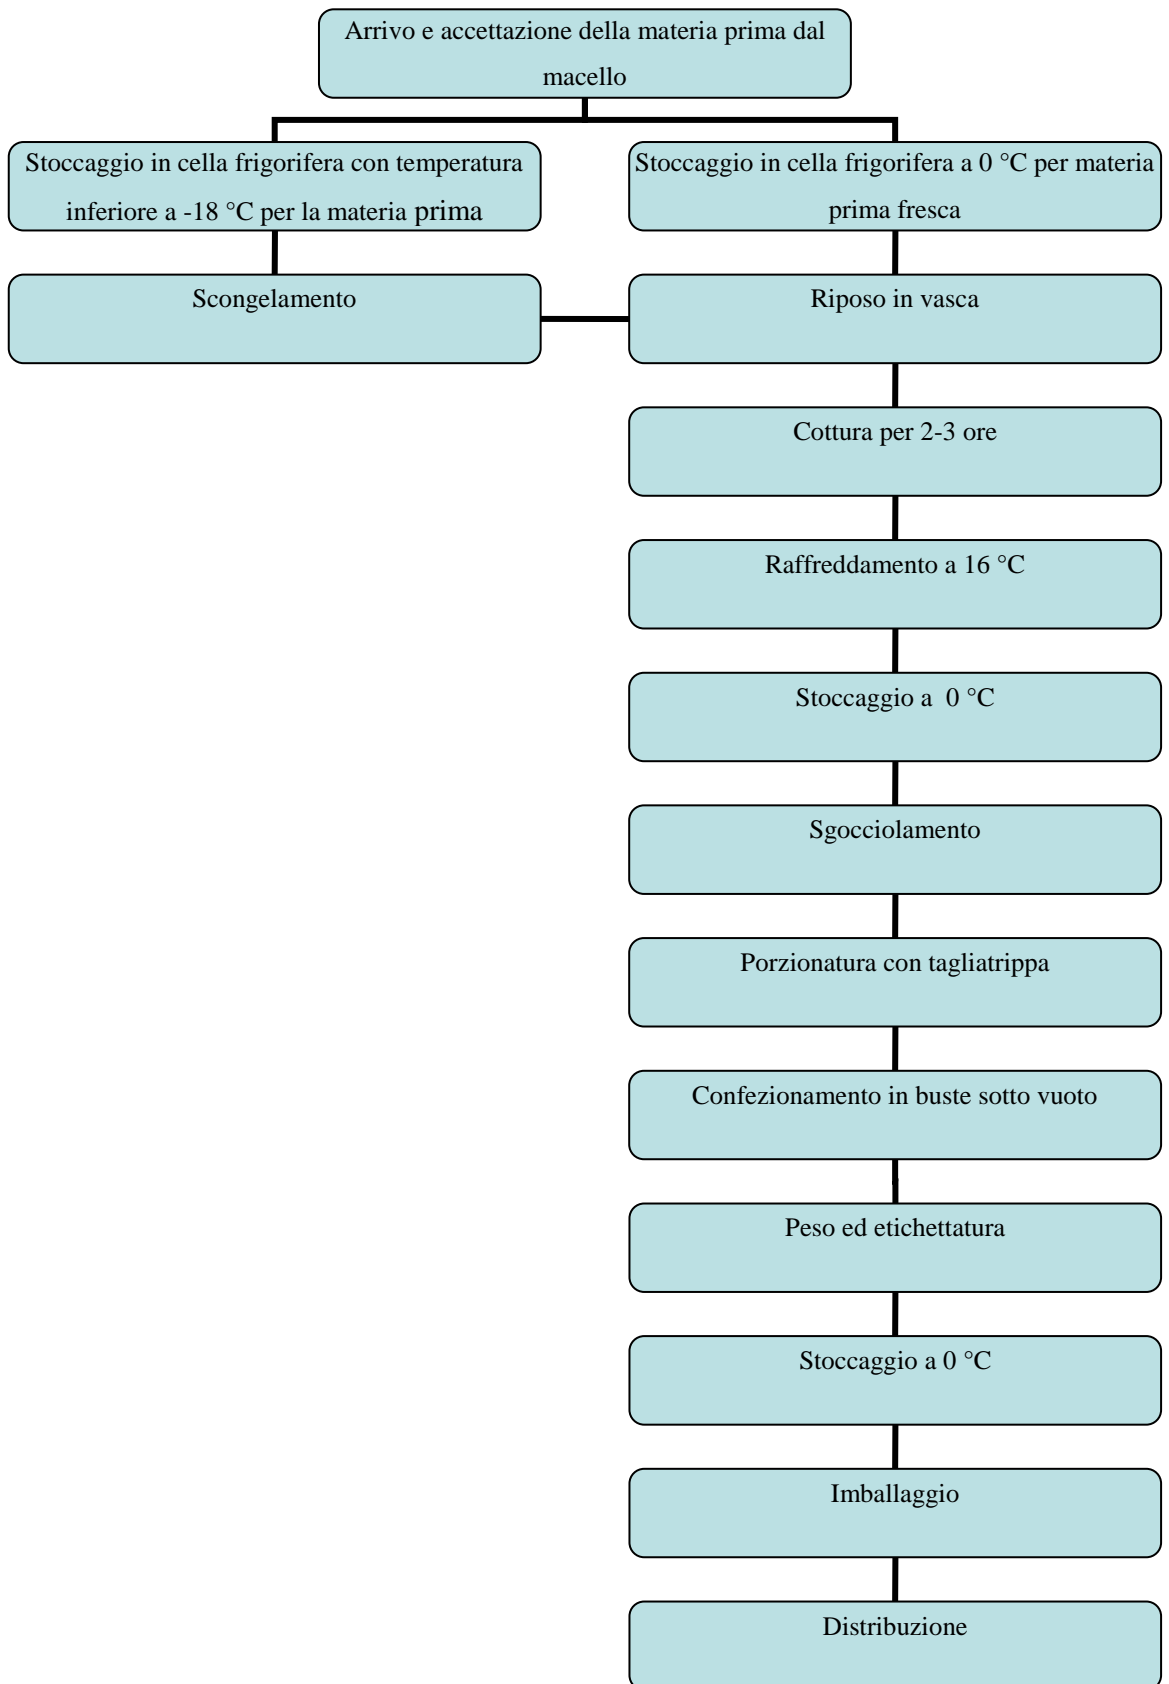 Arrivo e accettazione della materia prima dal
macello
Stoccaggio in cella frigorifera con temperatura
inferiore a -18 °C per la materia prima
Stoccaggio in cella frigorifera a 0 °C per materia
prima fresca
Scongelamento
Riposo in vasca
Cottura per 2-3 ore
Raffreddamento a 16 °C
Stoccaggio a  0 °C
Sgocciolamento
Porzionatura con tagliatrippa
Confezionamento in buste sotto vuoto
Peso ed etichettatura
Stoccaggio a 0 °C
Imballaggio
Distribuzione